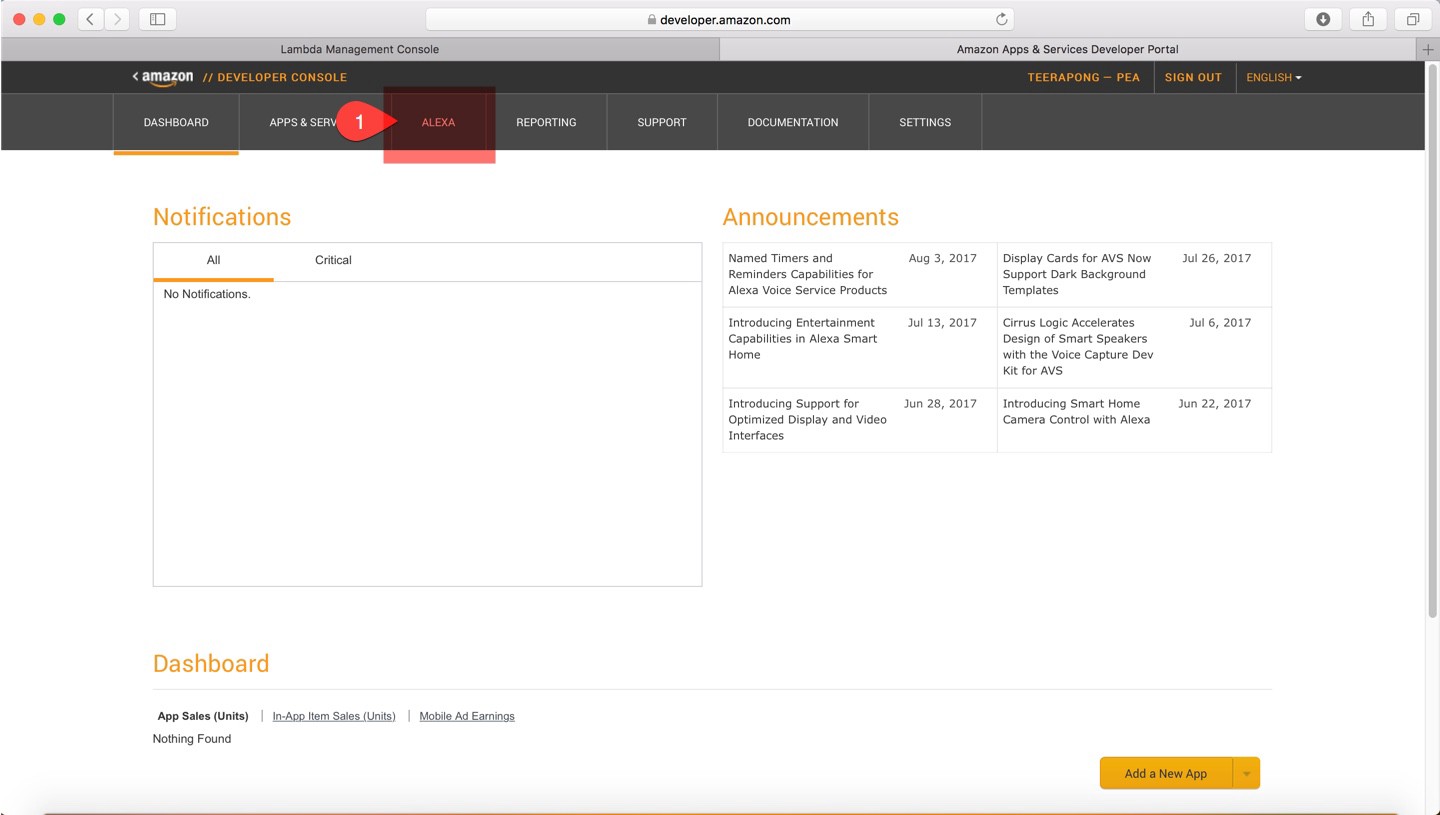 developer.amazon.com
Lambda Management Console
Amazon Apps & Services Developer Portal
amazon // DEVELOPER CONSOLE
TEERAPONG — PEA
SIGN OUT
ENGLISH
DASHBOARD
APPS & SERV
1
ALEXA
REPORTING
SUPPORT
DOCUMENTATION
SETTINGS
Notifications
All
Critical
No Notifications.
Announcements
Named Timers and
Reminders Capabilities for
Alexa Voice Service Products
Aug 3, 2017
Display Cards for AVS Now
Support Dark Background
Templates
Jul 26, 2017
Introducing Entertainment
Capabilities in Alexa Smart
Home
Jul 13, 2017
Cirrus Logic Accelerates
Design of Smart Speakers
with the Voice Capture Dev
Kit for AVS
Jul 6, 2017
Introducing Support for
Optimized Display and Video
Interfaces
Jun 28, 2017
Introducing Smart Home
Camera Control with Alexa
Jun 22, 2017
Dashboard
App Sales (Units) | In-App Item Sales (Units) | Mobile Ad Earnings
Nothing Found
Add a New App